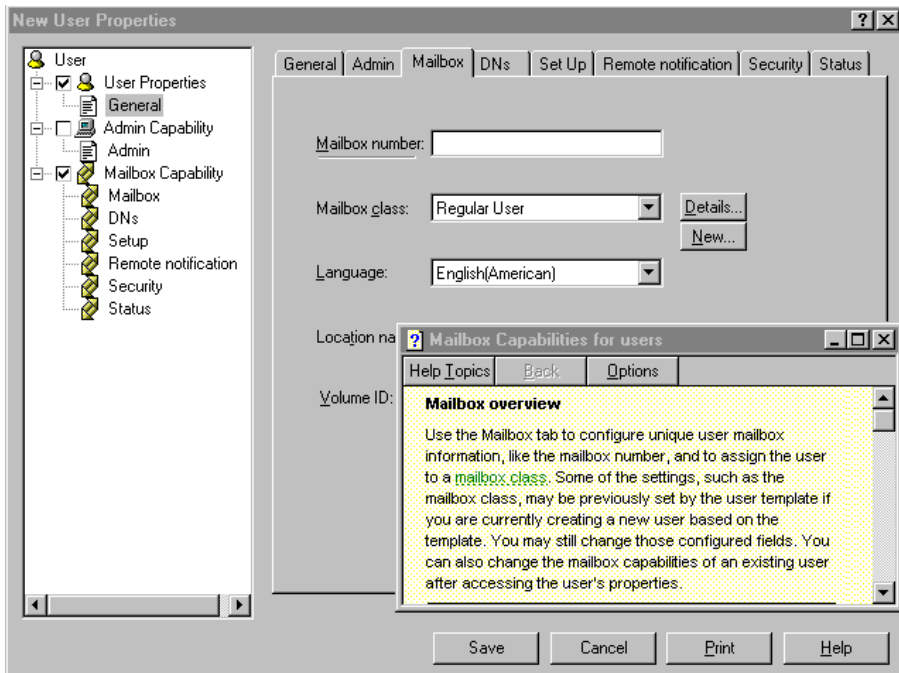 New User Properties
User
User Properties
General
Admin Capability
Admin
Mailbox Capability
Mailbox
DNs
Setup
Remote notification
Security
Status
General Admin Mailbox DNs Set Up Remote notification Security Status
Mailbox number:
Mailbox class: Regular User Details...
New...
Language: English(American)
Location na
Volume ID:
Mailbox Capabilities for users
Help Topics Back Options
Mailbox overview
Use the Mailbox tab to configure unique user mailbox
information, like the mailbox number, and to assign the user
to a mailbox class. Some of the settings, such as the
mailbox class, may be previously set by the user template if
you are currently creating a new user based on the
template. You may still change those configured fields. You
can also change the mailbox capabilities of an existing user
after accessing the user's properties.
Save Cancel Print Help